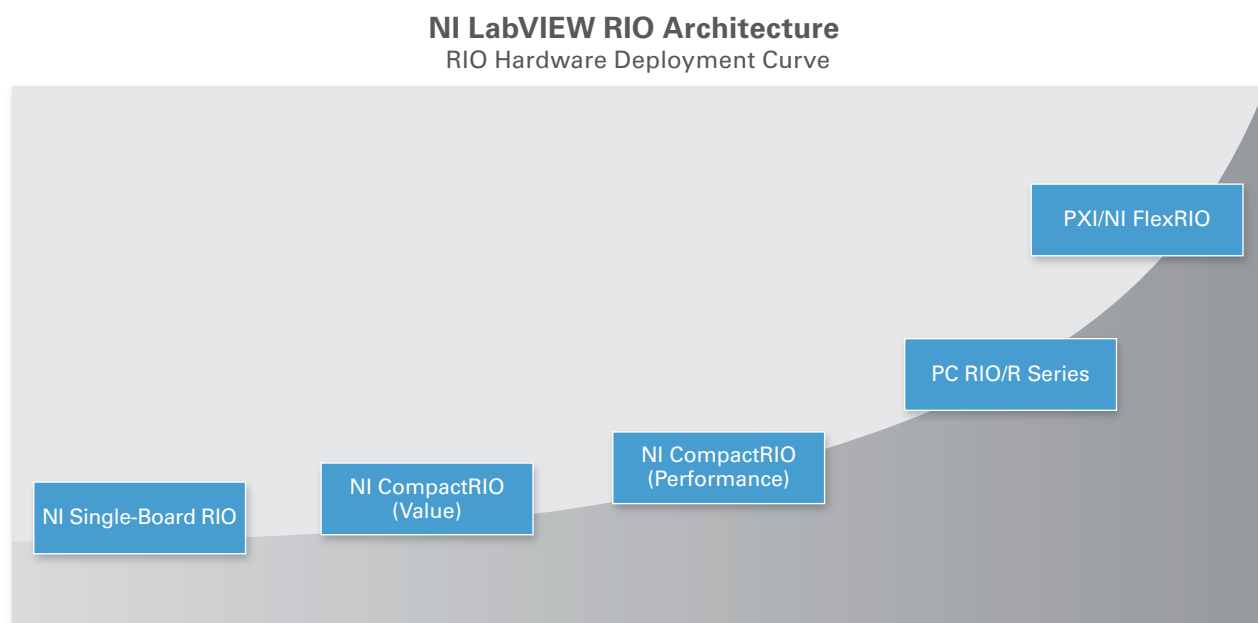 NI LabVIEW RIO Architecture
RIO Hardware Deployment Curve
PXI/NI FlexRIO
PC RIO/R Series
NI CompactRIO
(Performance)
NI CompactRIO
(Value)
NI Single-Board RIO